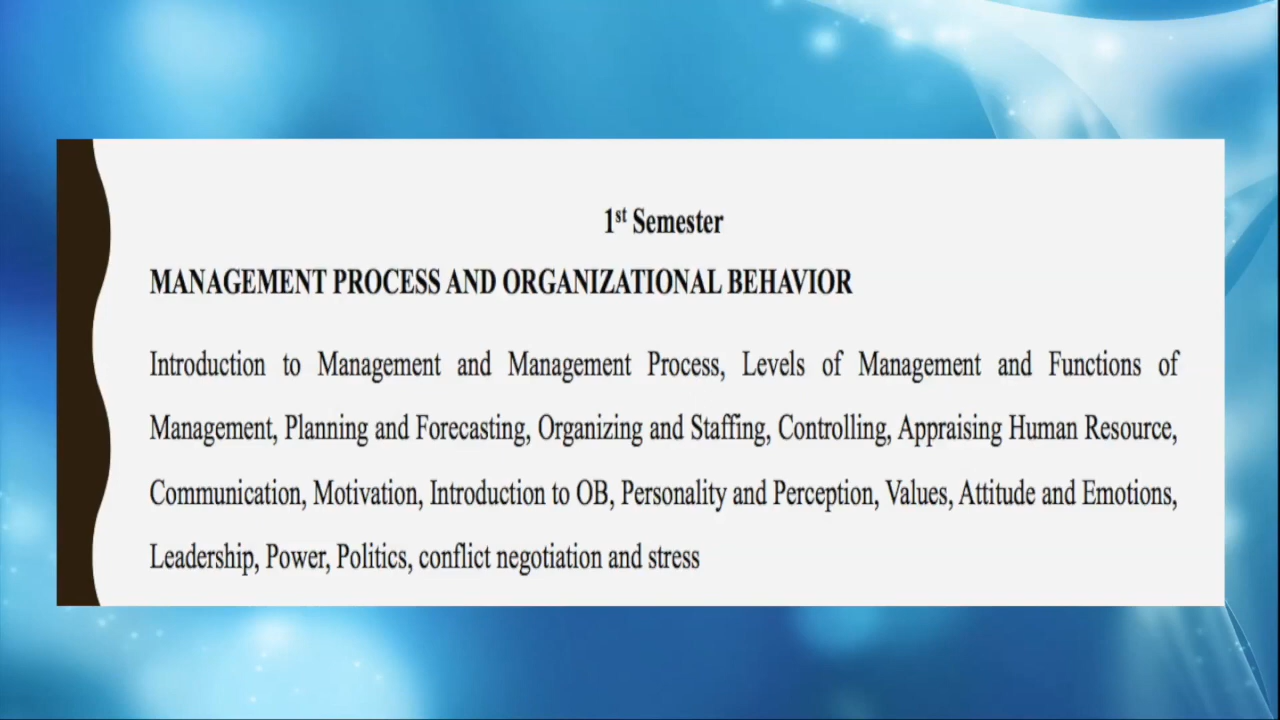 1st Semester
MANAGEMENT PROCESS AND ORGANIZATIONAL BEHAVIOR
Introduction to Management and Management Process, Levels of Management and Functions of
Management, Planning and Forecasting, Organizing and Staffing, Controlling, Appraising Human Resource,
Communication, Motivation, Introduction to OB, Personality and Perception, Values, Attitude and Emotions,
Leadership, Power, Politics, conflict negotiation and stress